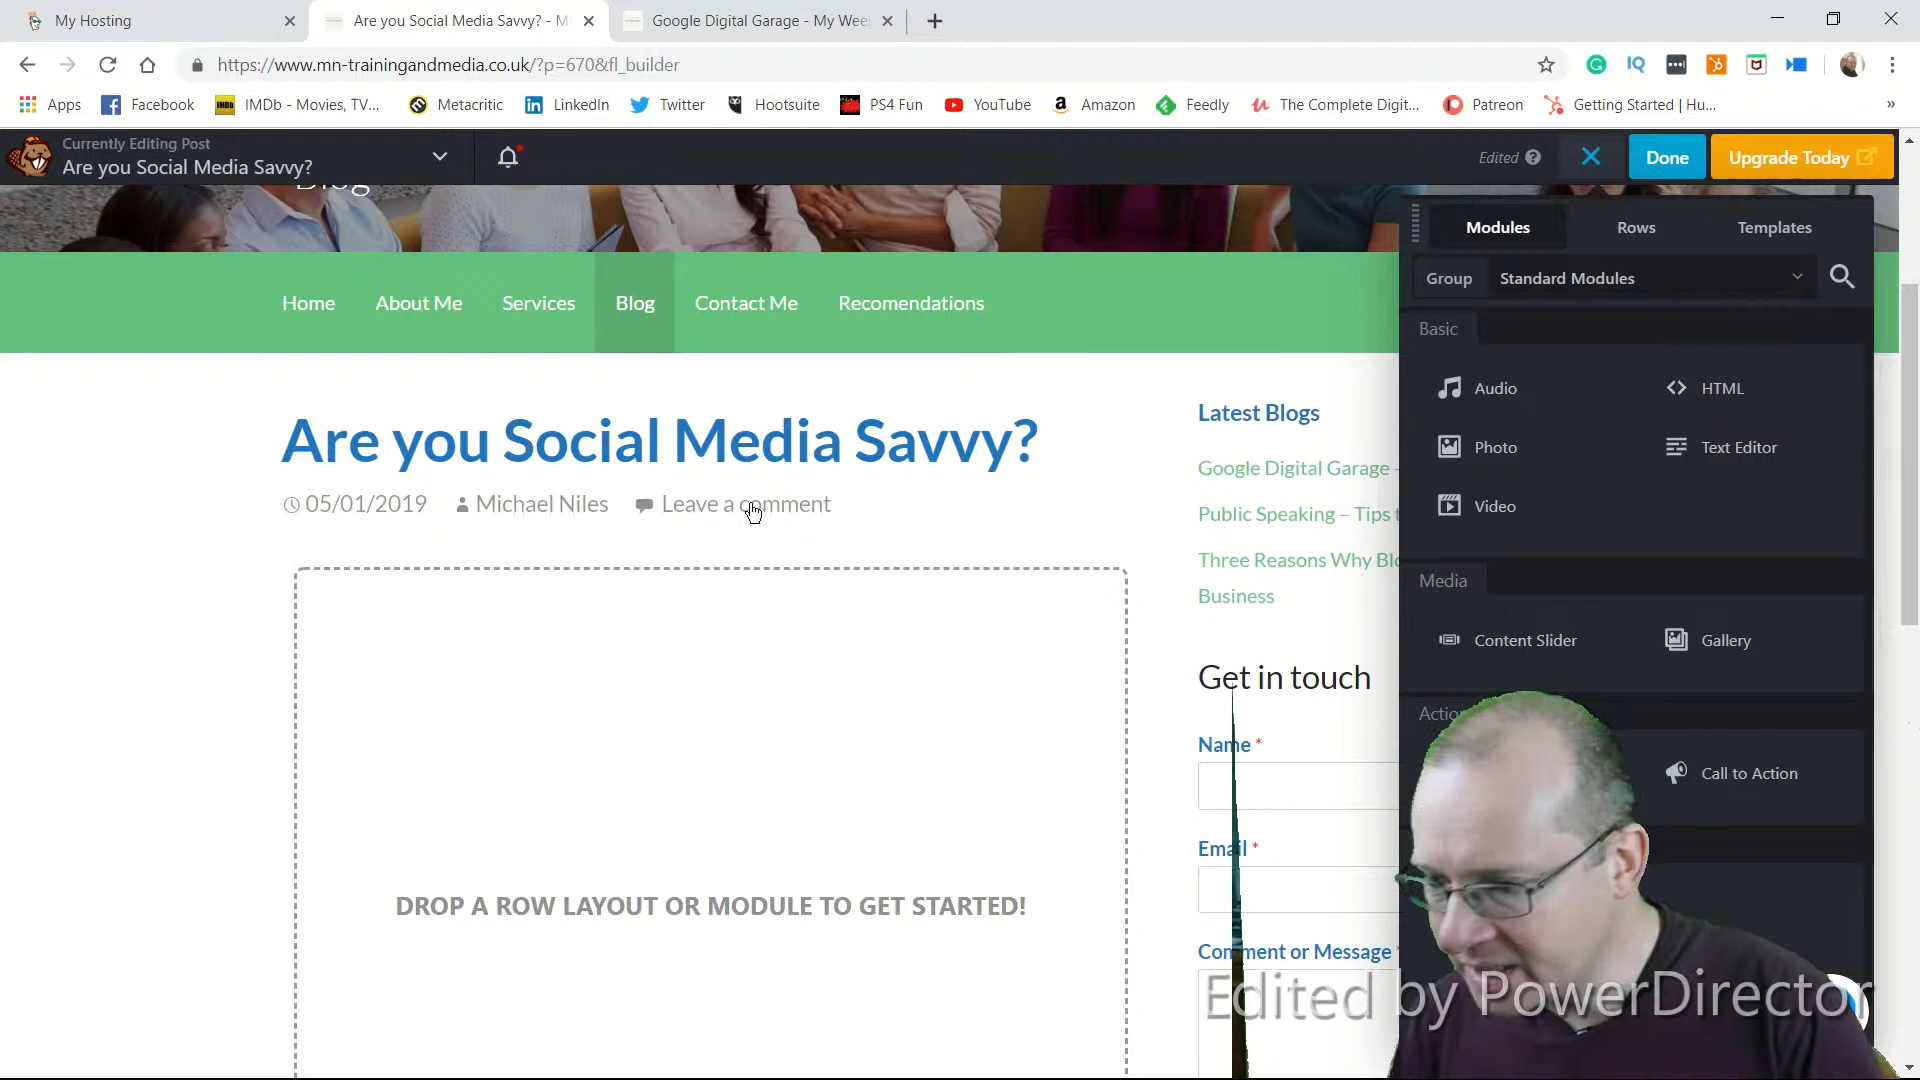 My Hosting
Are you Social Media Savvy? - M
Google Digital Garage - My Wee
https://www.mn-trainingandmedia.co.uk/?p=670&fl_builder
Apps
Facebook
IMDb - Movies, TV...
Metacritic
LinkedIn
Twitter
Hootsuite
PS4 Fun
YouTube
Amazon
Feedly
The Complete Digit...
Patreon
Getting Started | Hu...
Currently Editing Post
Are you Social Media Savvy?
Edited
Done
Upgrade Today
Blog
Home
About Me
Services
Blog
Contact Me
Recomendations
Are you Social Media Savvy?
05/01/2019
Michael Niles
Leave a comment
DROP A ROW LAYOUT OR MODULE TO GET STARTED!
Latest Blogs
Google Digital Garage -
Public Speaking – Tips t
Three Reasons Why Blo
Business
Get in touch
Name *
Email *
Comment or Message *
Modules
Rows
Templates
Group
Standard Modules
Basic
Audio
HTML
Photo
Text Editor
Video
Media
Content Slider
Gallery
Actio
Call to Action
Edited by PowerDirector